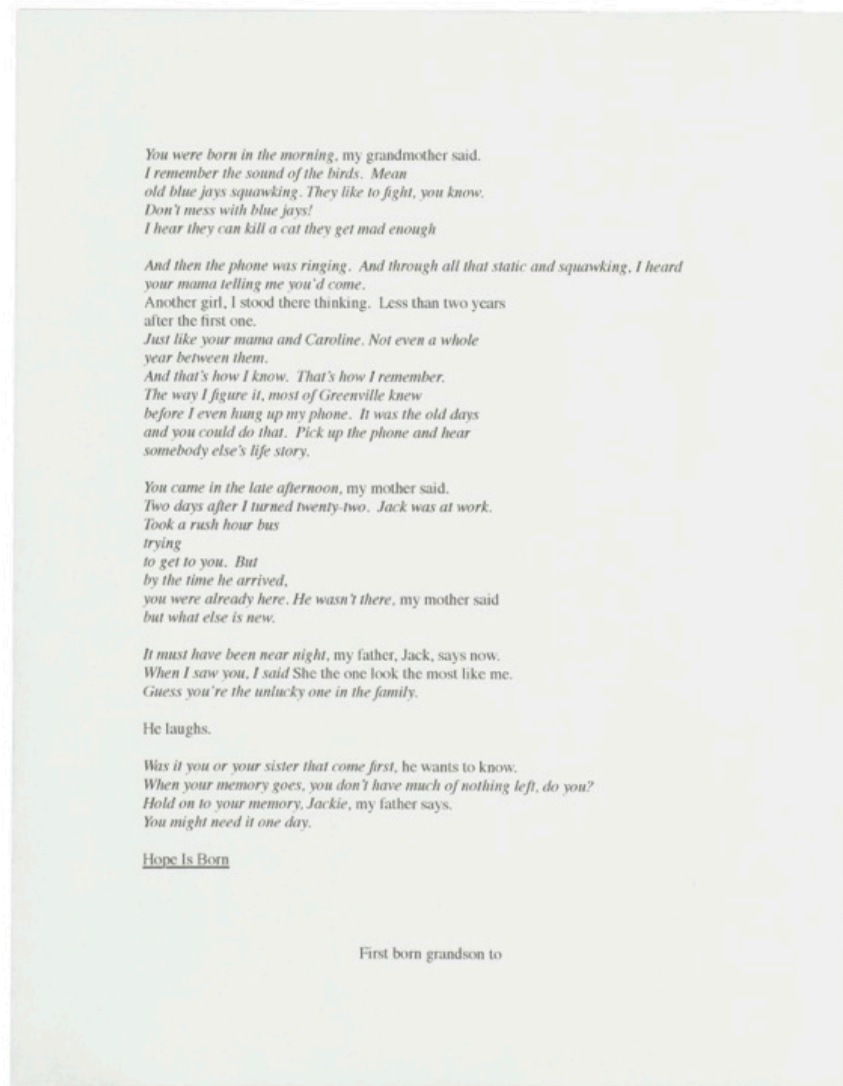 You were born in the morning, my grandmother said.
I remember the sound of the birds. Mean
old blue jays squawking. They like to fight, you know.
Don't mess with blue jays!
I hear they can kill a cat they get mad enough
And then the phone was ringing. And through all that static and squawking, I heard
your mama telling me you'd come.
Another girl, I stood there thinking. Less than two years
after the first one.
Just like your mama and Caroline. Not even a whole
year between them.
And that's how I know. That's how I remember.
The way I figure it, most of Greenville knew
before I even hung up my phone. It was the old days
and you could do that. Pick up the phone and hear
somebody else's life story.
You came in the late afternoon, my mother said.
Two days after I turned twenty-two. Jack was at work.
Took a rush hour bus
trying
to get to you. But
by the time he arrived,
you were already here. He wasn't there, my mother said
but what else is new.
It must have been near night, my father, Jack, says now.
When I saw you, I said She the one look the most like me.
Guess you're the unlucky one in the family.
He laughs.
Was it you or your sister that come first, he wants to know.
When your memory goes, you don't have much of nothing left, do you?
Hold on to your memory, Jackie, my father says.
You might need it one day.
Hope Is Born
First born grandson to